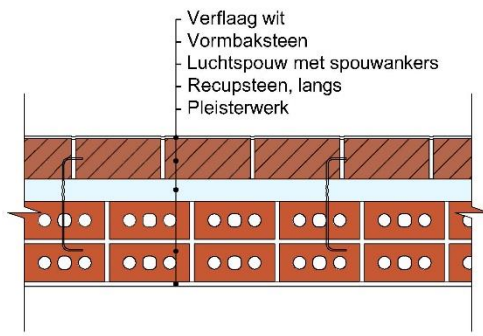 Verflaag wit
Vormbaksteen
Luchtspouw met spouwankers
Recupsteen, langs
Pleisterwerk